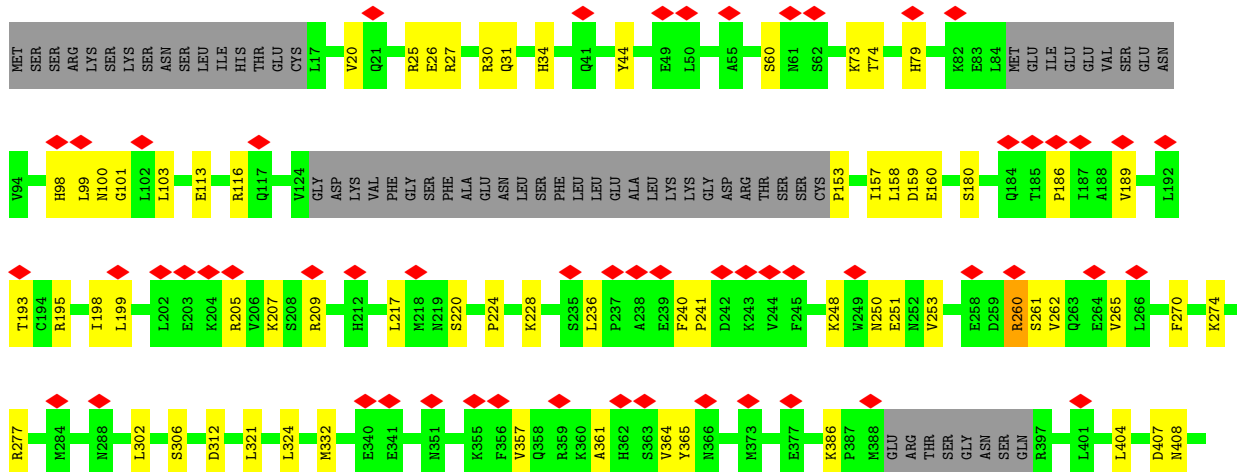 MET SER SER ARG LYS SER LYS SER ASN SER LEU ILE HIS THR GLU CYS L17 V20 Q21 R25 E26 R27 R30 Q31 H34 Q41 Y44 E49 L50 A55 S60 N61 S62 K73 T74 H79 K82 E83 L84 MET GLU ILE GLU GLU VAL SER GLU ASN
V94 H98 L99 N100 G101 L102 L103 E113 R116 Q117 V124 GLY ASP LYS VAL PHE GLY SER PHE ALA GLU ASN LEU SER PHE LEU LEU GLU ALA LEU LYS LYS GLY ASP ARG THR SER SER CYS P153 I157 L158 D159 E160 S180 Q184 T185 P186 I187 A188 V189 L192
T193 C194 R195 I198 L199 L202 E203 K204 R205 V206 K207 S208 R209 H212 L217 M218 N219 S220 P224 K228 S235 L236 P237 A238 E239 F240 P241 D242 K243 V244 F245 K248 W249 N250 E251 N252 V253 E258 D259 R260 S261 V262 Q263 E264 V265 L266 F270 K274
R277 M284 N288 L302 S306 D312 L321 L324 M332 E340 E341 N351 K355 F356 V357 Q358 R359 K360 A361 H362 S363 V364 Y365 N366 M373 E377 K386 P387 M388 GLU ARG THR SER GLY ASN SER GLN R397 L401 L404 D407 N408